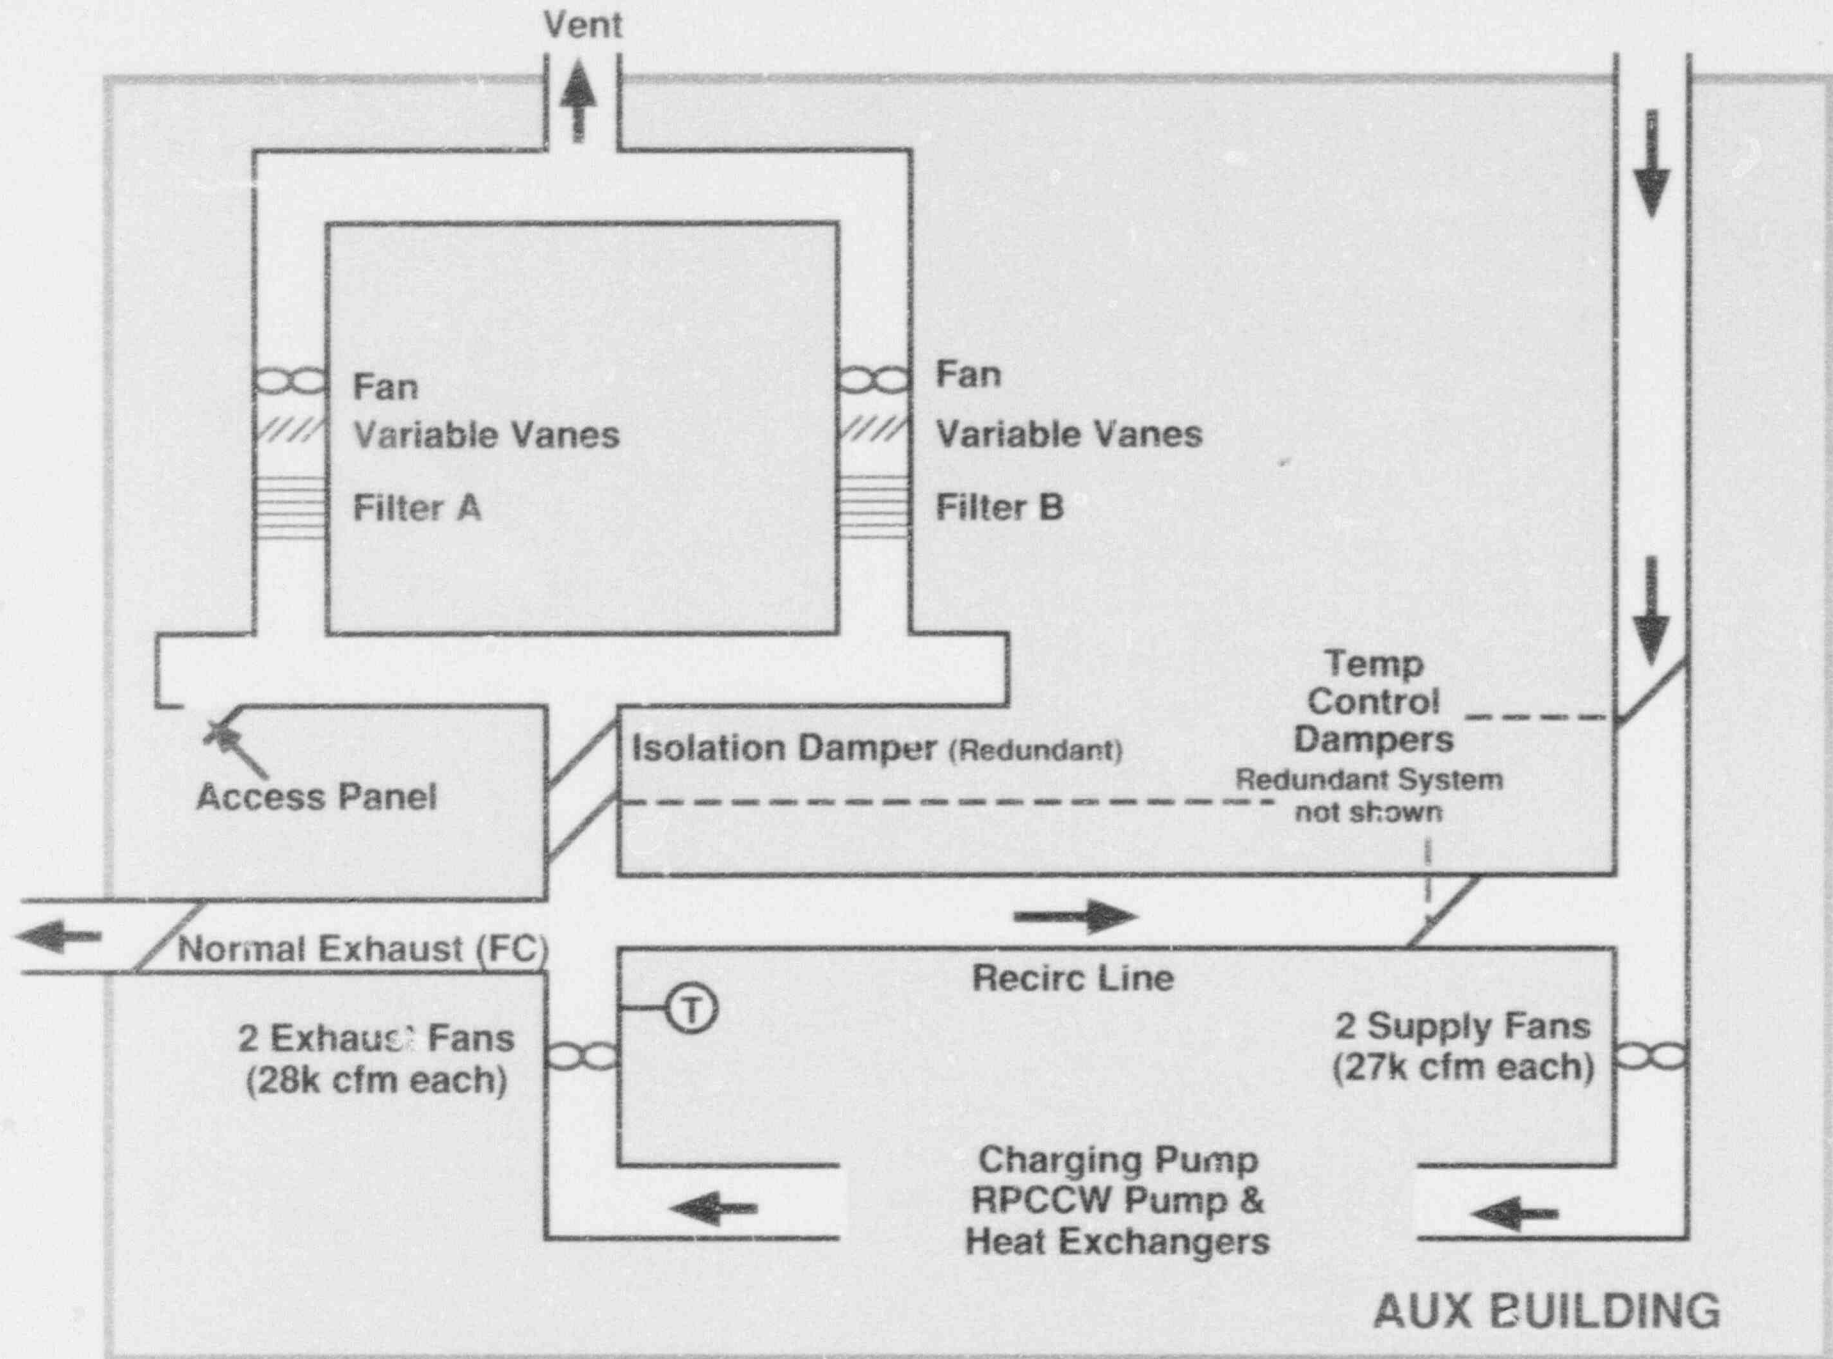 Vent
Fan
Variable Vanes
Filter A
Fan
Variable Vanes
Filter B
Temp
Control
Dampers
Redundant System
not shown
Isolation Damper (Redundant)
Access Panel
Normal Exhaust (FC)
Recirc Line
T
2 Exhaust Fans
(28k cfm each)
2 Supply Fans
(27k cfm each)
Charging Pump
RPCCW Pump &
Heat Exchangers
AUX BUILDING